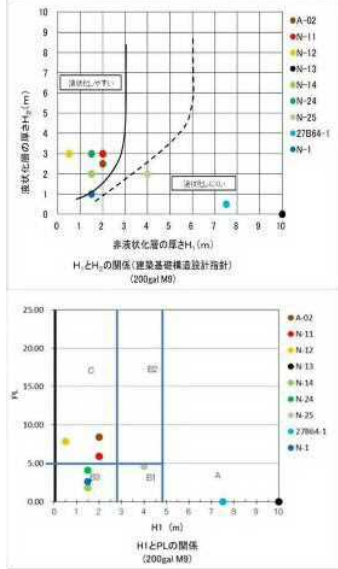 10
9
8
7
6
5
4
3
2
1
0
液状化層の厚さH₂(m)
液状化しやすい
液状化しにくい
0 1 2 3 4 5 6 7 8 9 10
非液状化層の厚さH₁(m)
A-02
N-11
N-12
N-13
N-14
N-24
N-25
27B64-1
N-1
H₁とH₂の関係(建築基礎構造設計指針)
(200gal M9)
25.00
20.00
15.00
10.00
5.00
0.00
PL
C
B2
B3
B1
A
0 1 2 3 4 5 6 7 8 9 10
H1 (m)
A-02
N-11
N-12
N-13
N-14
N-24
N-25
27B64-1
N-1
H1とPLの関係
(200gal M9)